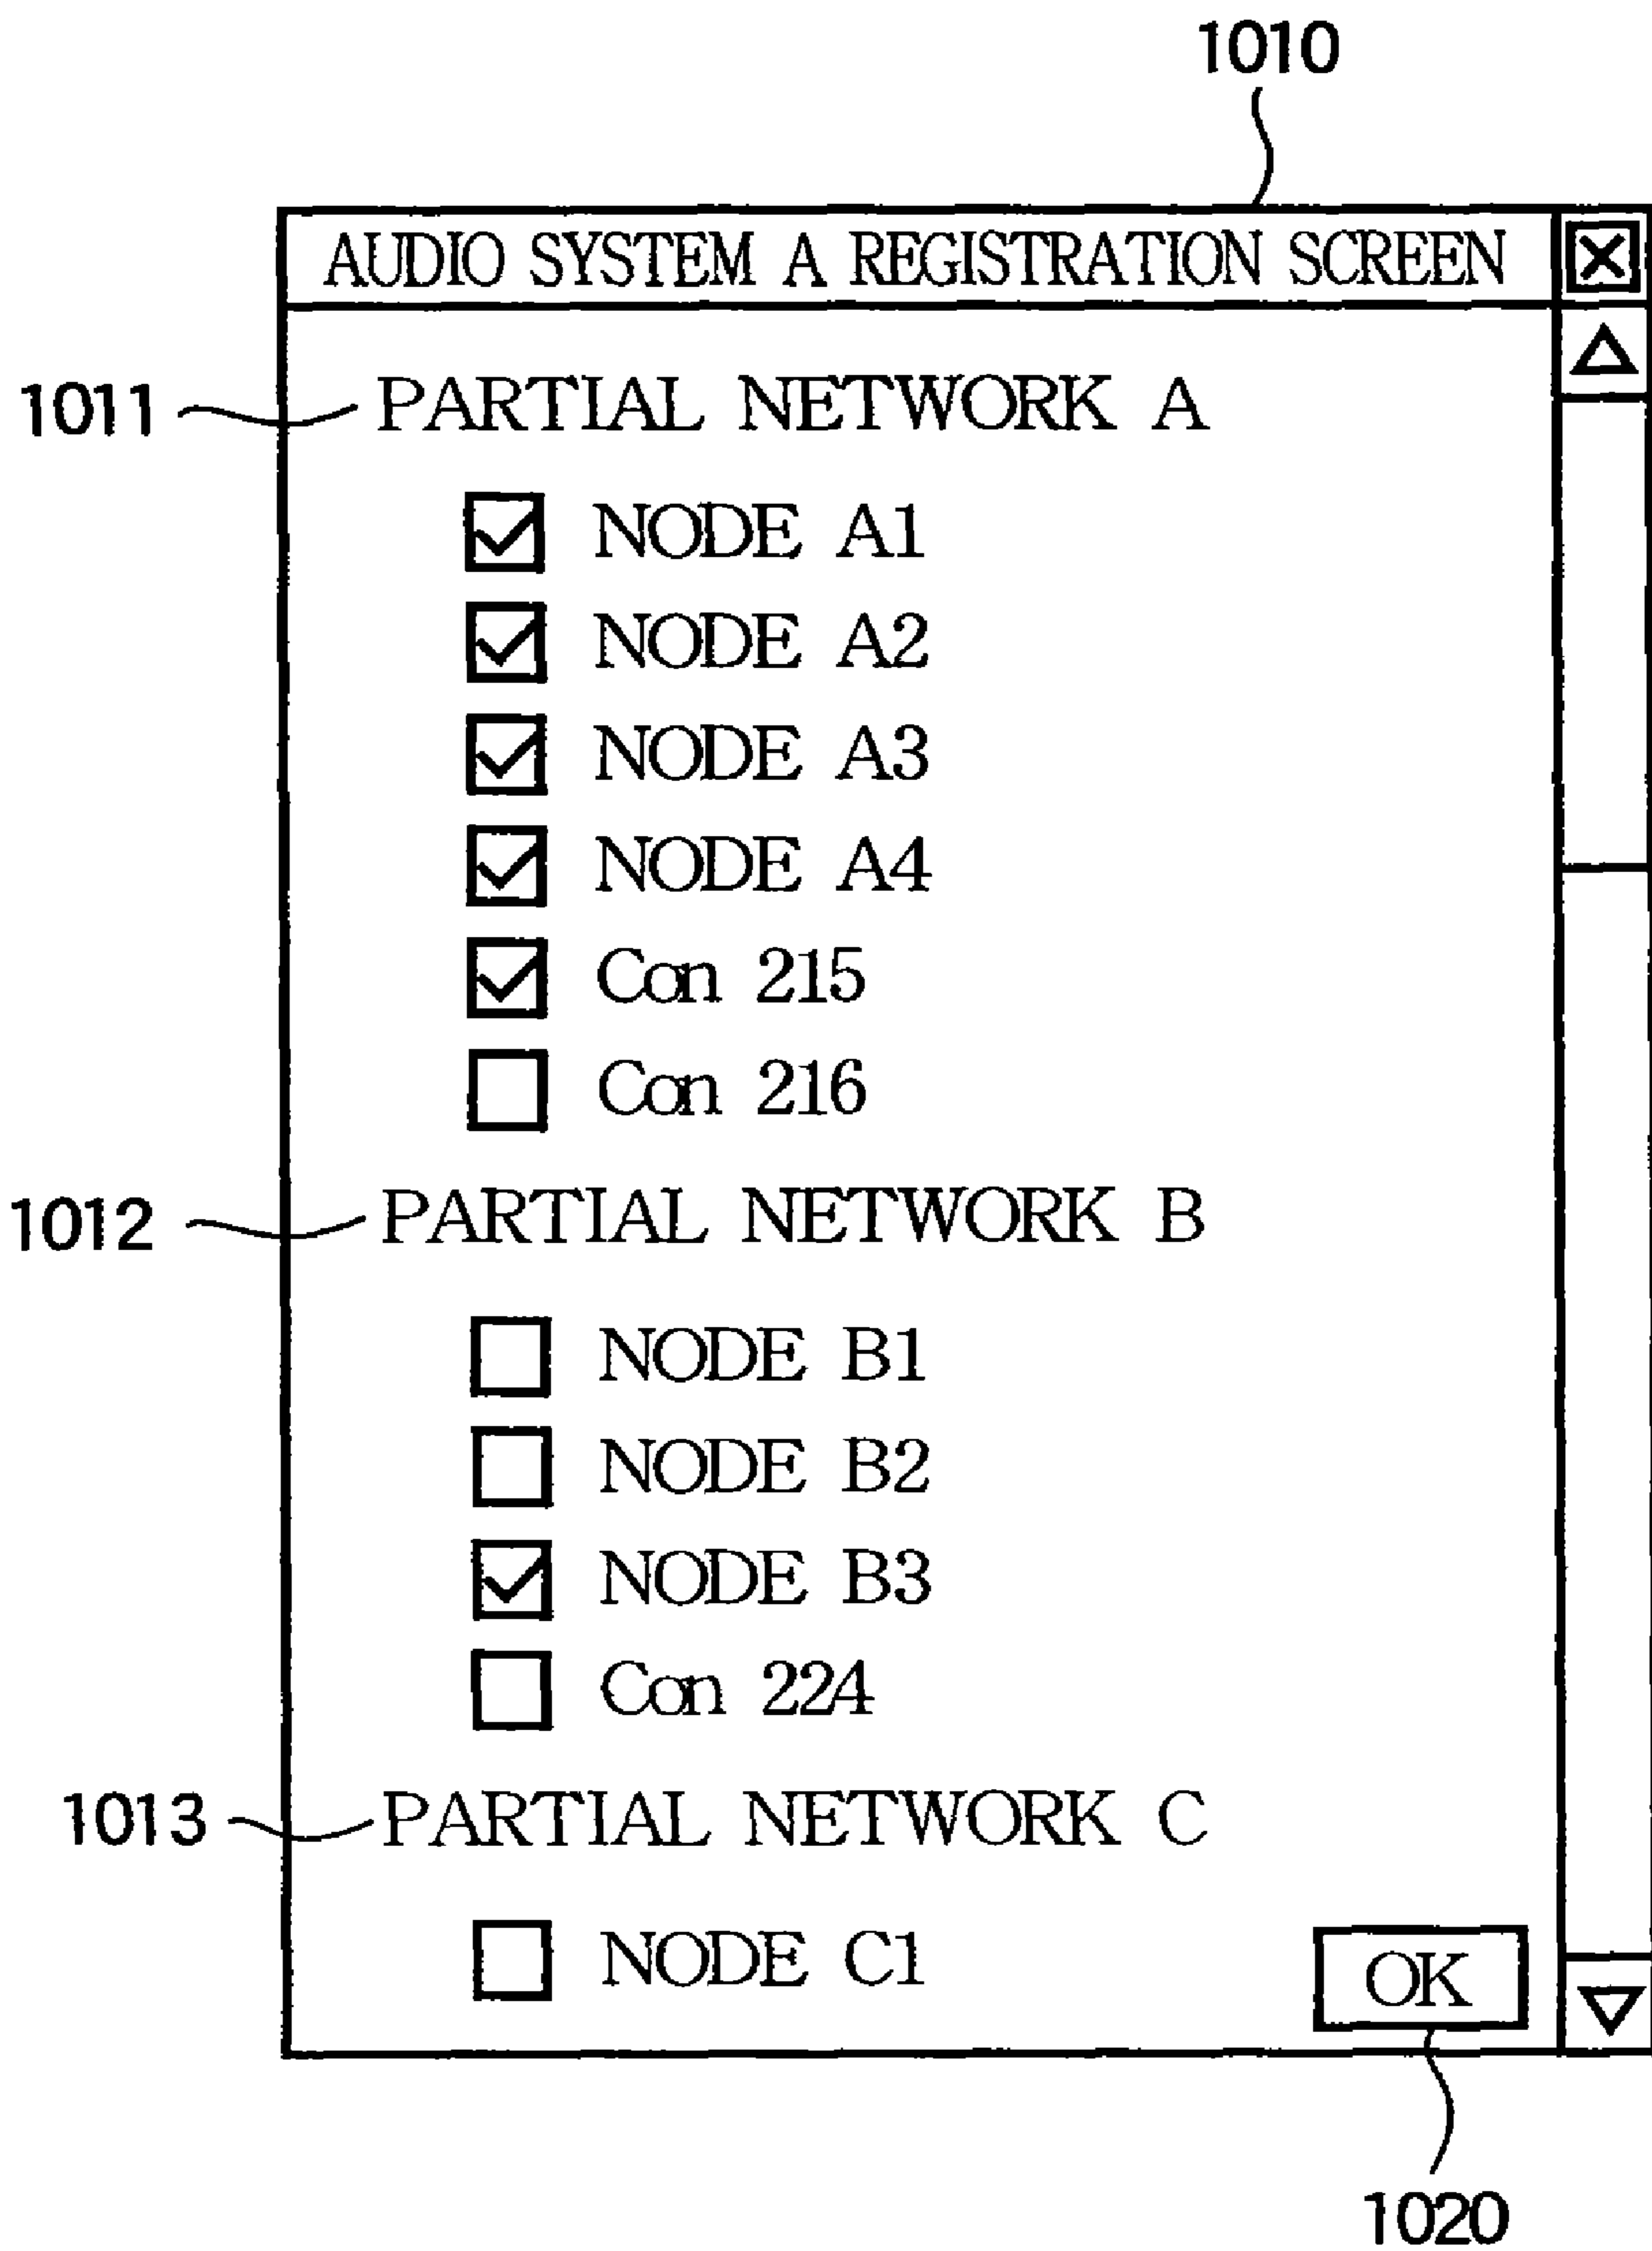 1010
AUDIO SYSTEM A REGISTRATION SCREEN
1011 PARTIAL NETWORK A
NODE A1
NODE A2
NODE A3
NODE A4
Con 215
Con 216
1012 PARTIAL NETWORK B
NODE B1
NODE B2
NODE B3
Con 224
1013 PARTIAL NETWORK C
NODE C1
OK
1020